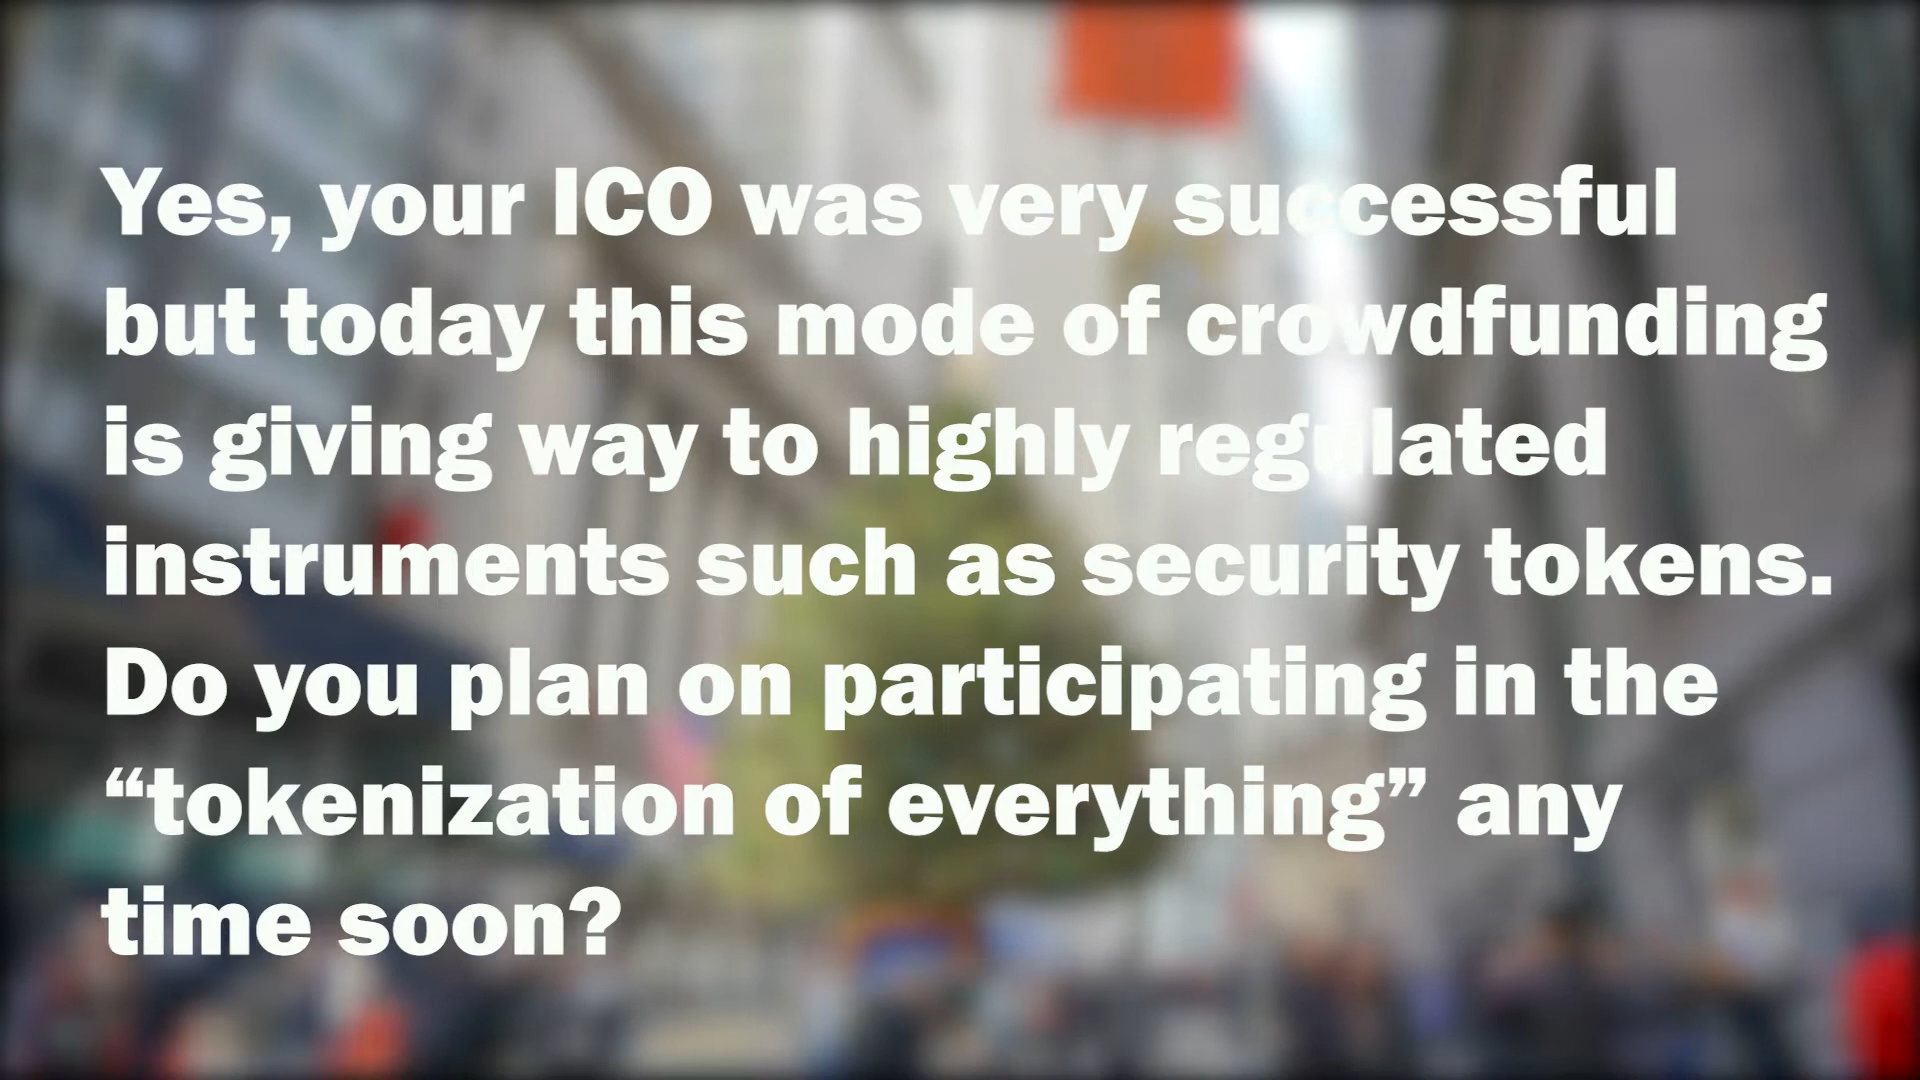 Yes, your ICO was very successful
but today this mode of crowdfunding
is giving way to highly regulated
instruments such as security tokens.
Do you plan on participating in the
“tokenization of everything” any
time soon?